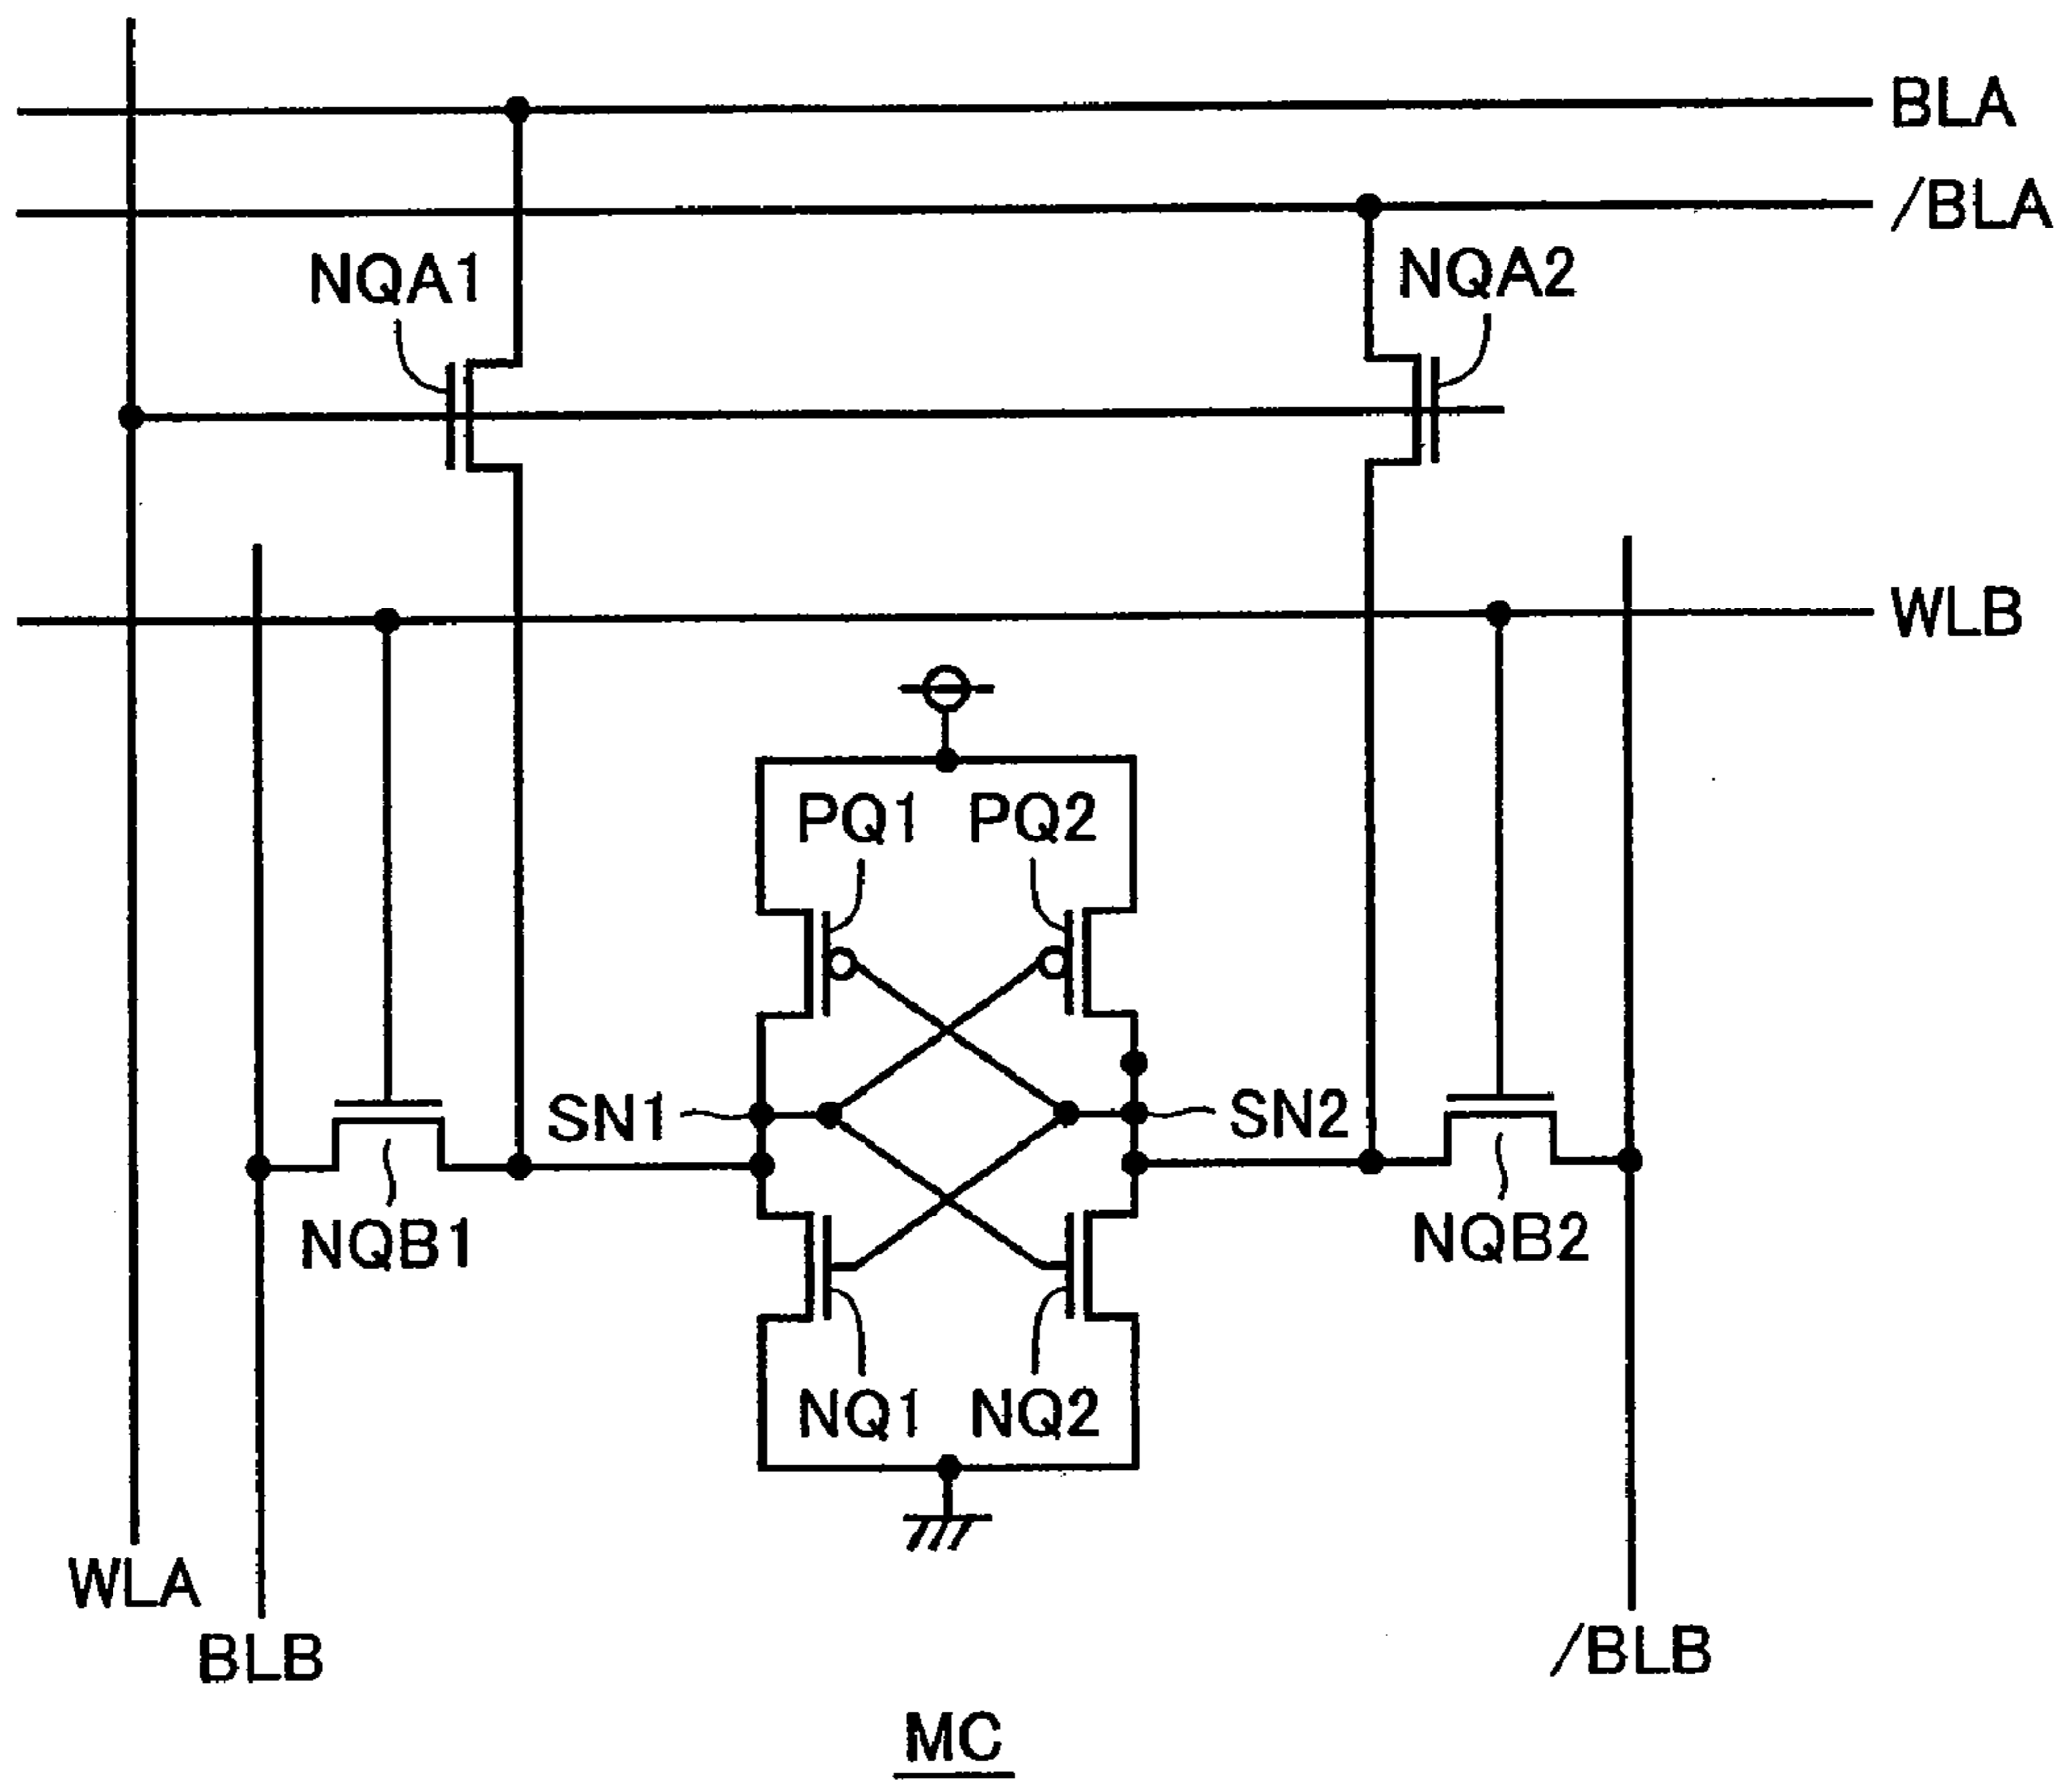 BLA
/BLA
NQA1
NQA2
WLB
PQ1
PQ2
SN1
SN2
NQB1
NQB2
NQ1
NQ2
WLA
BLB
/BLB
MC